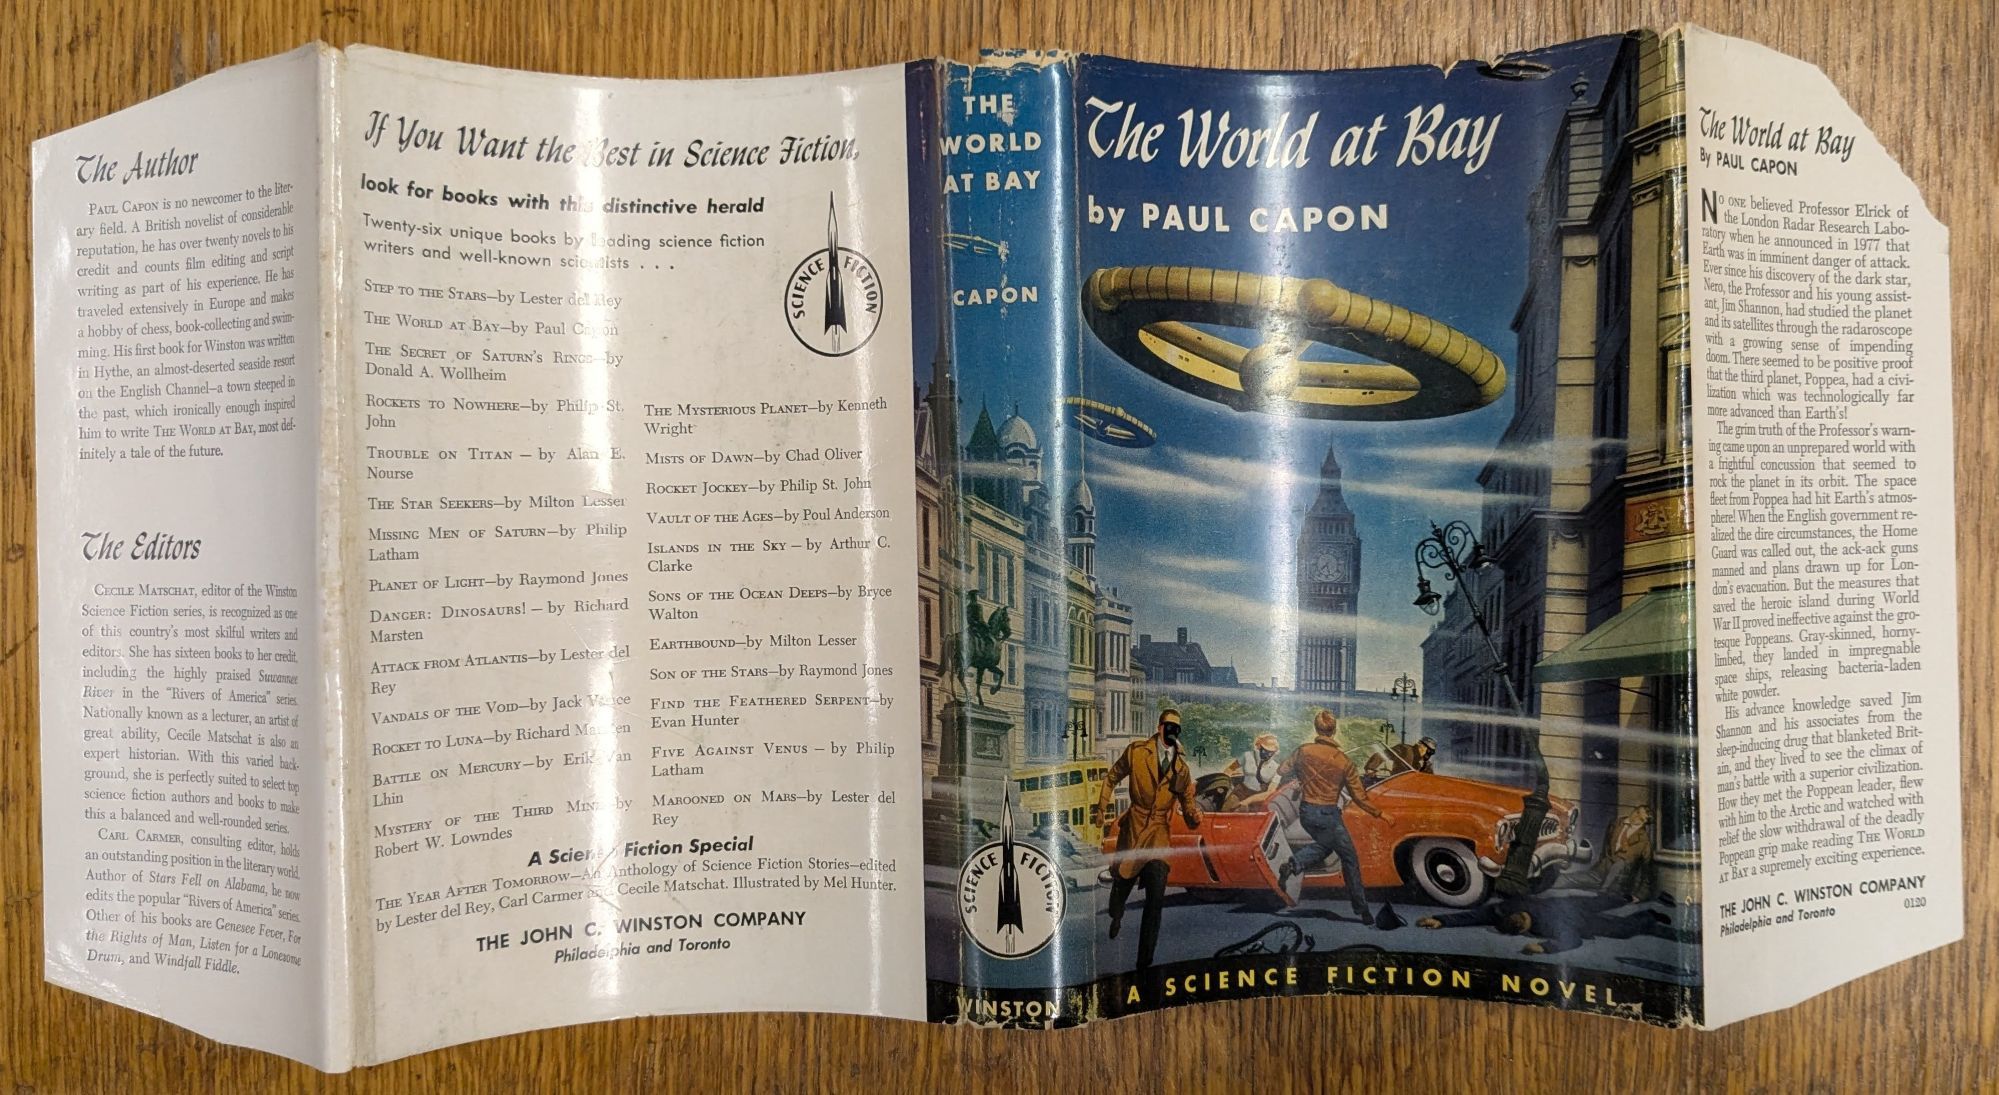 The Author
PAUL CAPON is no newcomer to the liter-
ary field. A British novelist of considerable
reputation, he has over twenty novels to his
credit and counts film editing and script
writing as part of his experience. He has
traveled extensively in Europe and makes
a hobby of chess, book-collecting and swim-
ming. His first book for Winston was written
in Hythe, an almost-deserted seaside resort
on the English Channel—a town steeped in
the past, which ironically enough inspired
him to write THE WORLD AT BAY, most def-
initely a tale of the future.
The Editors
CECILE MATSCHAT, editor of the Winston
Science Fiction series, is recognized as one
of this country's most skilful writers and
editors. She has sixteen books to her credit,
including the highly praised Suwannee
River in the "Rivers of America" series.
Nationally known as a lecturer, an artist of
great ability, Cecile Matschat is also an
expert historian. With this varied back-
ground, she is perfectly suited to select top
science fiction authors and books to make
this a balanced and well-rounded series.
CARL CARMER, consulting editor, holds
an outstanding position in the literary world.
Author of Stars Fell on Alabama, he now
edits the popular "Rivers of America" series.
Other of his books are Genesee Fever, For
the Rights of Man, Listen for a Lonesome
Drum, and Windfall Fiddle.
If You Want the Best in Science Fiction,
look for books with this distinctive herald
Twenty-six unique books by leading science fiction
writers and well-known scientists . . .
SCIENCE FICTION
STEP TO THE STARS—by Lester del Rey
THE WORLD AT BAY—by Paul Capon
THE SECRET OF SATURN'S RINGS—by
Donald A. Wollheim
ROCKETS TO NOWHERE—by Philip St.
John
TROUBLE ON TITAN — by Alan E.
Nourse
THE STAR SEEKERS—by Milton Lesser
MISSING MEN OF SATURN—by Philip
Latham
PLANET OF LIGHT—by Raymond Jones
DANGER: DINOSAURS! — by Richard
Marsten
ATTACK FROM ATLANTIS—by Lester del
Rey
VANDALS OF THE VOID—by Jack Vance
ROCKET TO LUNA—by Richard Marsten
BATTLE ON MERCURY—by Erik Van
Lhin
MYSTERY OF THE THIRD MINE—by
Robert W. Lowndes
THE MYSTERIOUS PLANET—by Kenneth
Wright
MISTS OF DAWN—by Chad Oliver
ROCKET JOCKEY—by Philip St. John
VAULT OF THE AGES—by Poul Anderson
ISLANDS IN THE SKY — by Arthur C.
Clarke
SONS OF THE OCEAN DEEPS—by Bryce
Walton
EARTHBOUND—by Milton Lesser
SON OF THE STARS—by Raymond Jones
FIND THE FEATHERED SERPENT—by
Evan Hunter
FIVE AGAINST VENUS — by Philip
Latham
MAROONED ON MARS—by Lester del
Rey
A Science Fiction Special
THE YEAR AFTER TOMORROW—An Anthology of Science Fiction Stories—edited
by Lester del Rey, Carl Carmer and Cecile Matschat. Illustrated by Mel Hunter.
THE JOHN C. WINSTON COMPANY
Philadelphia and Toronto
THE
WORLD
AT BAY
CAPON
SCIENCE FICTION
WINSTON
The World at Bay
by PAUL CAPON
A SCIENCE FICTION NOVEL
The World at Bay
By PAUL CAPON
NO ONE believed Professor Elrick of
the London Radar Research Labo-
ratory when he announced in 1977 that
Earth was in imminent danger of attack.
Ever since his discovery of the dark star,
Nero, the Professor and his young assist-
ant, Jim Shannon, had studied the planet
and its satellites through the radaroscope
with a growing sense of impending
doom. There seemed to be positive proof
that the third planet, Poppea, had a civi-
lization which was technologically far
more advanced than Earth's!
The grim truth of the Professor's warn-
ing came upon an unprepared world with
a frightful concussion that seemed to
rock the planet in its orbit. The space
fleet from Poppea had hit Earth's atmos-
phere! When the English government re-
alized the dire circumstances, the Home
Guard was called out, the ack-ack guns
manned and plans drawn up for Lon-
don's evacuation. But the measures that
saved the heroic island during World
War II proved ineffective against the gro-
tesque Poppeans. Gray-skinned, horny-
limbed, they landed in impregnable
space ships, releasing bacteria-laden
white powder.
His advance knowledge saved Jim
Shannon and his associates from the
sleep-inducing drug that blanketed Brit-
ain, and they lived to see the climax of
man's battle with a superior civilization.
How they met the Poppean leader, flew
with him to the Arctic and watched with
relief the slow withdrawal of the deadly
Poppean grip make reading THE WORLD
AT BAY a supremely exciting experience.
THE JOHN C. WINSTON COMPANY
Philadelphia and Toronto 0120